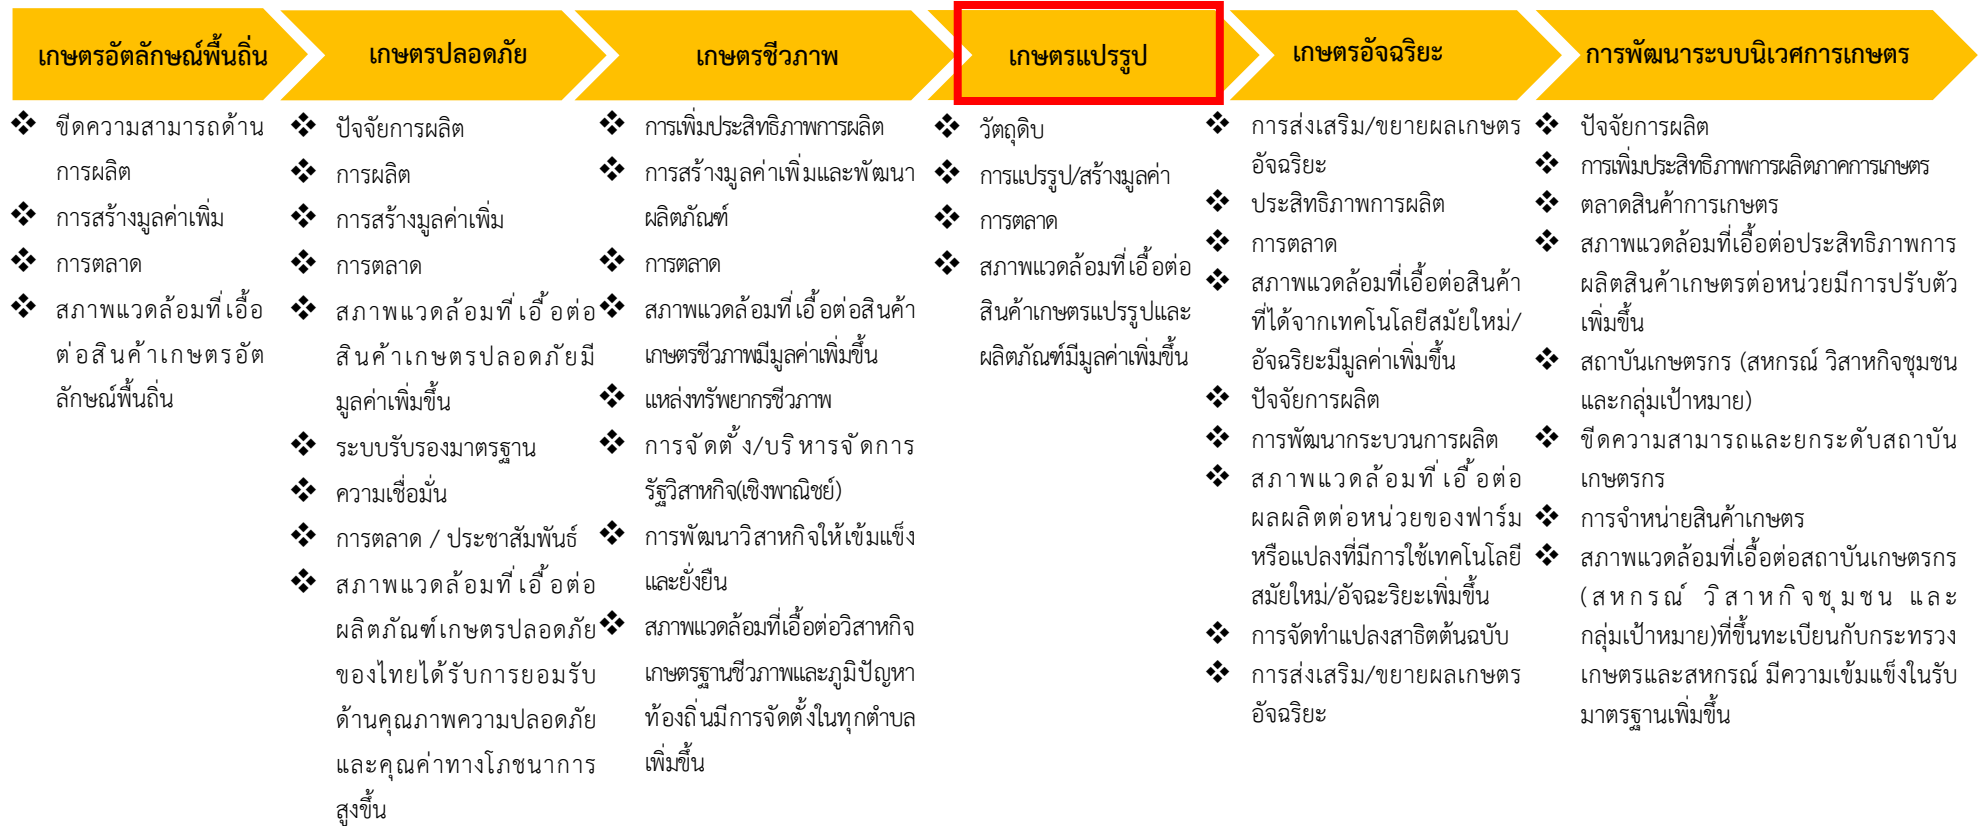 เกษตรอัตลักษณ์พื้นถิ่น
❖ ขีดความสามารถด้าน
การผลิต
❖ การสร้างมูลค่าเพิ่ม
❖ การตลาด
❖ สภาพแวดล้อมที่เอื้อ
ต่อสินค้าเกษตรอัต
ลักษณ์พื้นถิ่น
เกษตรปลอดภัย
❖ ปัจจัยการผลิต
❖ การผลิต
❖ การสร้างมูลค่าเพิ่ม
❖ การตลาด
❖ สภาพแวดล้อมที่เอื้อต่อ
สินค้าเกษตรปลอดภัยมี
มูลค่าเพิ่มขึ้น
❖ ระบบรับรองมาตรฐาน
❖ ความเชื่อมั่น
❖ การตลาด / ประชาสัมพันธ์
❖ สภาพแวดล้อมที่เอื้อต่อ
ผลิตภัณฑ์เกษตรปลอดภัย
ของไทยได้รับการยอมรับ
ด้านคุณภาพความปลอดภัย
และคุณค่าทางโภชนาการ
สูงขึ้น
เกษตรชีวภาพ
❖ การเพิ่มประสิทธิภาพการผลิต
❖ การสร้างมูลค่าเพิ่มและพัฒนา
ผลิตภัณฑ์
❖ การตลาด
❖ สภาพแวดล้อมที่เอื้อต่อสินค้า
เกษตรชีวภาพมีมูลค่าเพิ่มขึ้น
❖ แหล่งทรัพยากรชีวภาพ
❖ การจัดตั้ง/บริหารจัดการ
รัฐวิสาหกิจ(เชิงพาณิชย์)
❖ การพัฒนาวิสาหกิจให้เข้มแข็ง
และยั่งยืน
❖ สภาพแวดล้อมที่เอื้อต่อวิสาหกิจ
เกษตรฐานชีวภาพและภูมิปัญหา
ท้องถิ่นมีการจัดตั้งในทุกตำบล
เพิ่มขึ้น
เกษตรแปรรูป
❖ วัตถุดิบ
❖ การแปรรูป/สร้างมูลค่า
❖ การตลาด
❖ สภาพแวดล้อมที่เอื้อต่อ
สินค้าเกษตรแปรรูปและ
ผลิตภัณฑ์มีมูลค่าเพิ่มขึ้น
เกษตรอัจฉริยะ
❖ การส่งเสริม/ขยายผลเกษตร
อัจฉริยะ
❖ ประสิทธิภาพการผลิต
❖ การตลาด
❖ สภาพแวดล้อมที่เอื้อต่อสินค้า
ที่ได้จากเทคโนโลยีสมัยใหม่/
อัจฉริยะมีมูลค่าเพิ่มขึ้น
❖ ปัจจัยการผลิต
❖ การพัฒนากระบวนการผลิต
❖ สภาพแวดล้อมที่เอื้อต่อ
ผลผลิตต่อหน่วยของฟาร์ม
หรือแปลงที่มีการใช้เทคโนโลยี
สมัยใหม่/อัจฉะริยะเพิ่มขึ้น
❖ การจัดทำแปลงสาธิตต้นฉบับ
❖ การส่งเสริม/ขยายผลเกษตร
อัจฉริยะ
การพัฒนาระบบนิเวศการเกษตร
❖ ปัจจัยการผลิต
❖ การเพิ่มประสิทธิภาพการผลิตภาคการเกษตร
❖ ตลาดสินค้าการเกษตร
❖ สภาพแวดล้อมที่เอื้อต่อประสิทธิภาพการ
ผลิตสินค้าเกษตรต่อหน่วยมีการปรับตัว
เพิ่มขึ้น
❖ สถาบันเกษตรกร (สหกรณ์ วิสาหกิจชุมชน
และกลุ่มเป้าหมาย)
❖ ขีดความสามารถและยกระดับสถาบัน
เกษตรกร
❖ การจำหน่ายสินค้าเกษตร
❖ สภาพแวดล้อมที่เอื้อต่อสถาบันเกษตรกร
(สหกรณ์ วิสาหกิจชุมชน และ
กลุ่มเป้าหมาย)ที่ขึ้นทะเบียนกับกระทรวง
เกษตรและสหกรณ์ มีความเข้มแข็งในรับ
มาตรฐานเพิ่มขึ้น